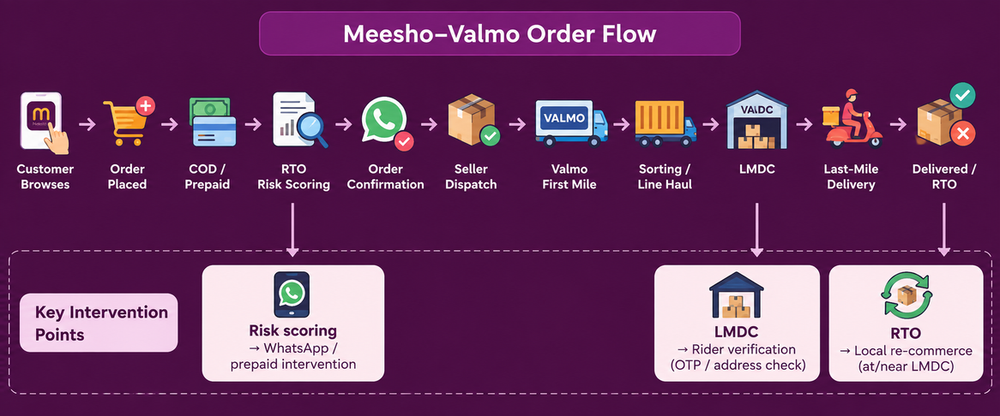 Meesho–Valmo Order Flow
m
VALMO
Customer
Browses
Order
Placed
COD /
Prepaid
RTO
Risk Scoring
Order
Confirmation
Seller
Dispatch
Valmo
First Mile
Sorting /
Line Haul
LMDC
Last-Mile
Delivery
Delivered /
RTO
Key Intervention
Points
Risk scoring
→ WhatsApp /
prepaid intervention
LMDC
→ Rider verification
(OTP / address check)
RTO
→ Local re-commerce
(at/near LMDC)